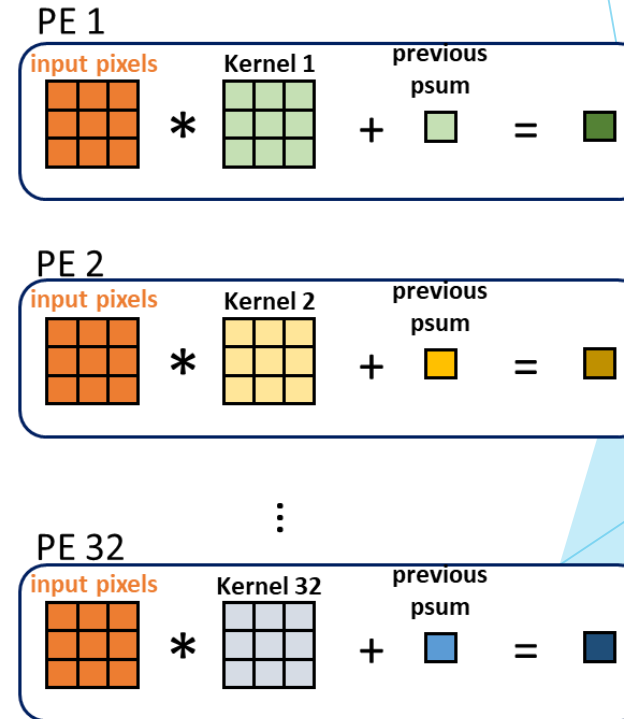 PE 1
input pixels
Kernel 1
previous
psum
*
+
=
PE 2
input pixels
Kernel 2
previous
psum
*
+
=
⋮
PE 32
input pixels
Kernel 32
previous
psum
*
+
=